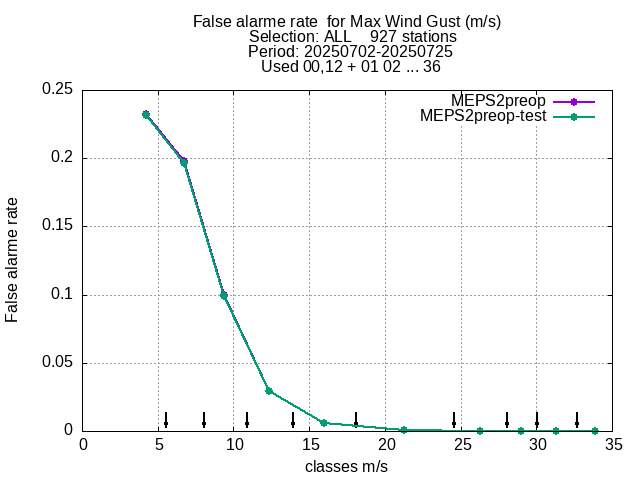 False alarme rate  for Max Wind Gust (m/s)
Selection: ALL    927 stations
Period: 20250702-20250725
Used 00,12 + 01 02 ... 36
MEPS2preop
MEPS2preop-test
0.25
0.2
0.15
0.1
0.05
0
False alarme rate
0 5 10 15 20 25 30 35
classes m/s